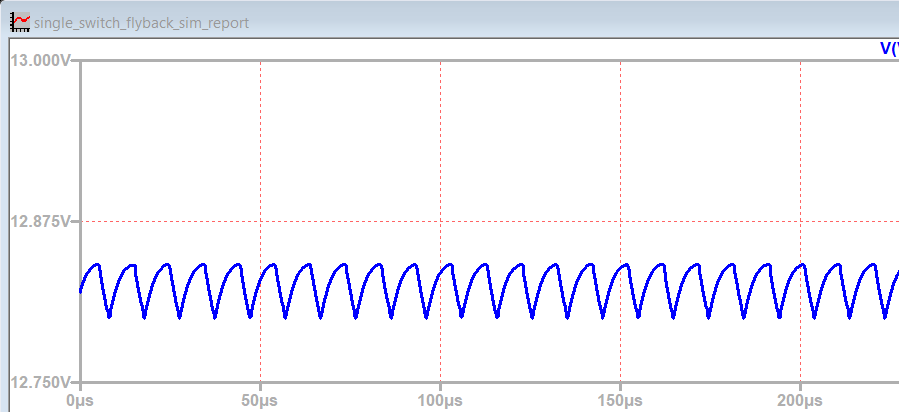 single_switch_flyback_sim_report
V(
13.000V
12.875V
12.750V
0µs 50µs 100µs 150µs 200µs